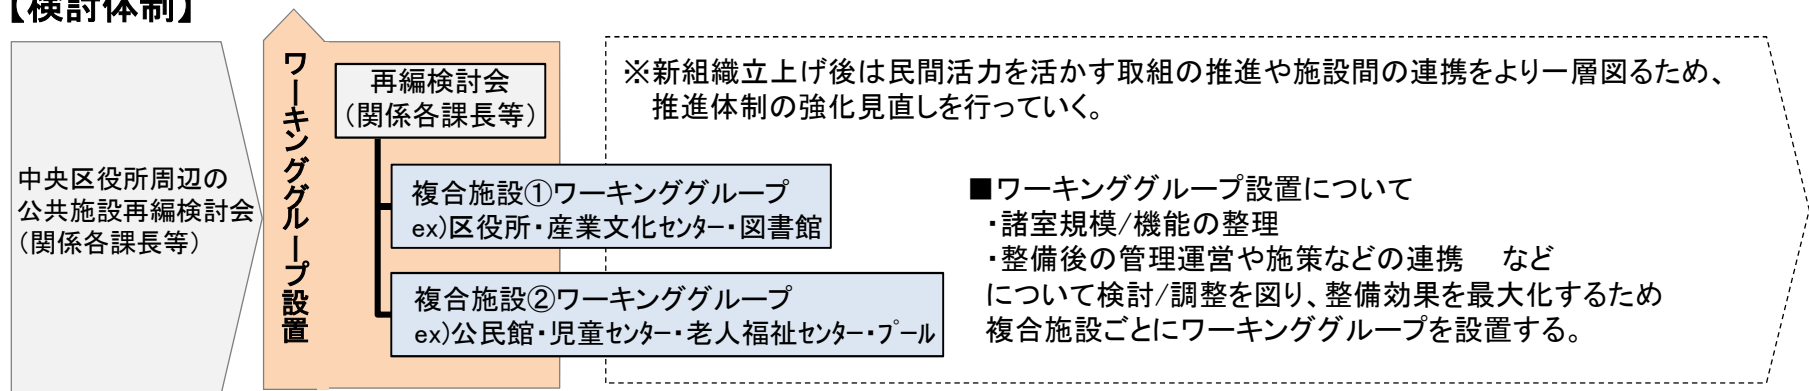 【検討体制】
中央区役所周辺の
公共施設再編検討会
(関係各課長等)
ワーキンググループ設置
再編検討会
(関係各課長等)
複合施設①ワーキンググループ
ex)区役所・産業文化センター・図書館
複合施設②ワーキンググループ
ex)公民館・児童センター・老人福祉センター・プール
※新組織立上げ後は民間活力を活かす取組の推進や施設間の連携をより一層図るため、
推進体制の強化見直しを行っていく。
■ワーキンググループ設置について
・諸室規模/機能の整理
・整備後の管理運営や施策などの連携 など
について検討/調整を図り、整備効果を最大化するため
複合施設ごとにワーキンググループを設置する。